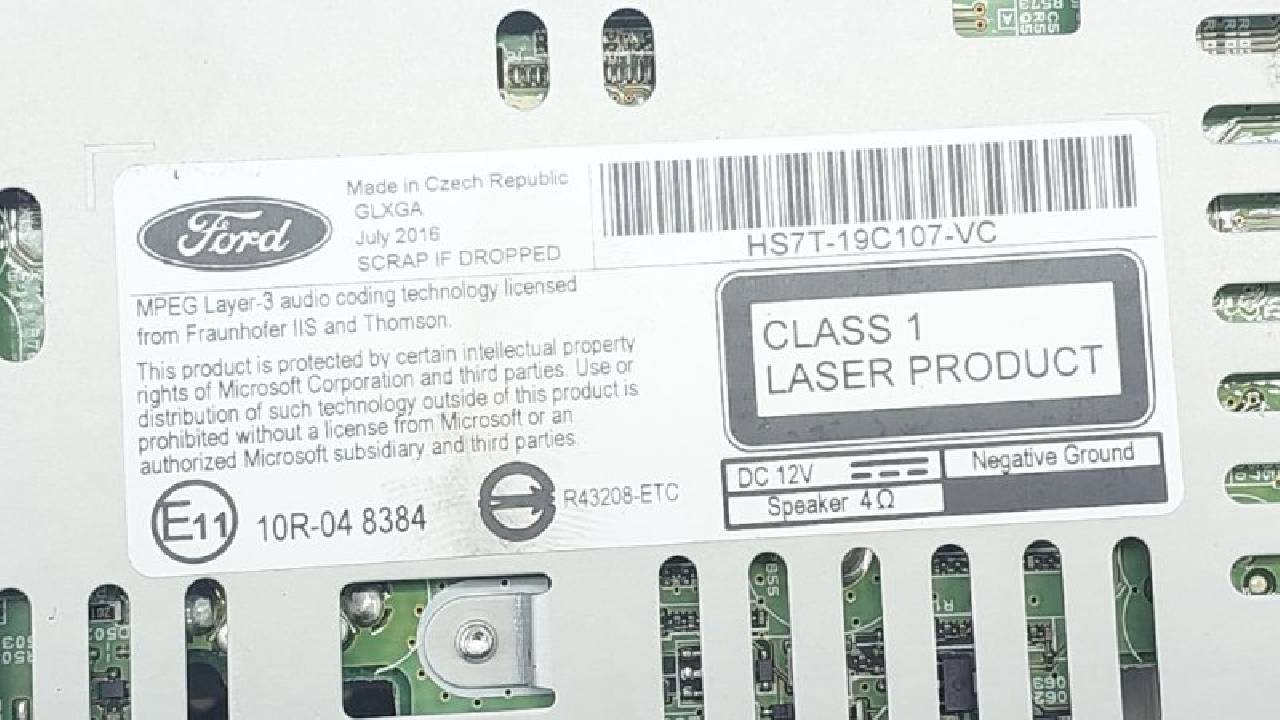 Ford
Made in Czech Republic
GLXGA
July 2016
SCRAP IF DROPPED
HS7T-19C107-VC
MPEG Layer-3 audio coding technology licensed
from Fraunhofer IIS and Thomson.
This product is protected by certain intellectual property
rights of Microsoft Corporation and third parties. Use or
distribution of such technology outside of this product is
prohibited without a license from Microsoft or an
authorized Microsoft subsidiary and third parties.
CLASS 1
LASER PRODUCT
DC 12V
Negative Ground
Speaker 4Ω
E11
10R-04 8384
R43208-ETC